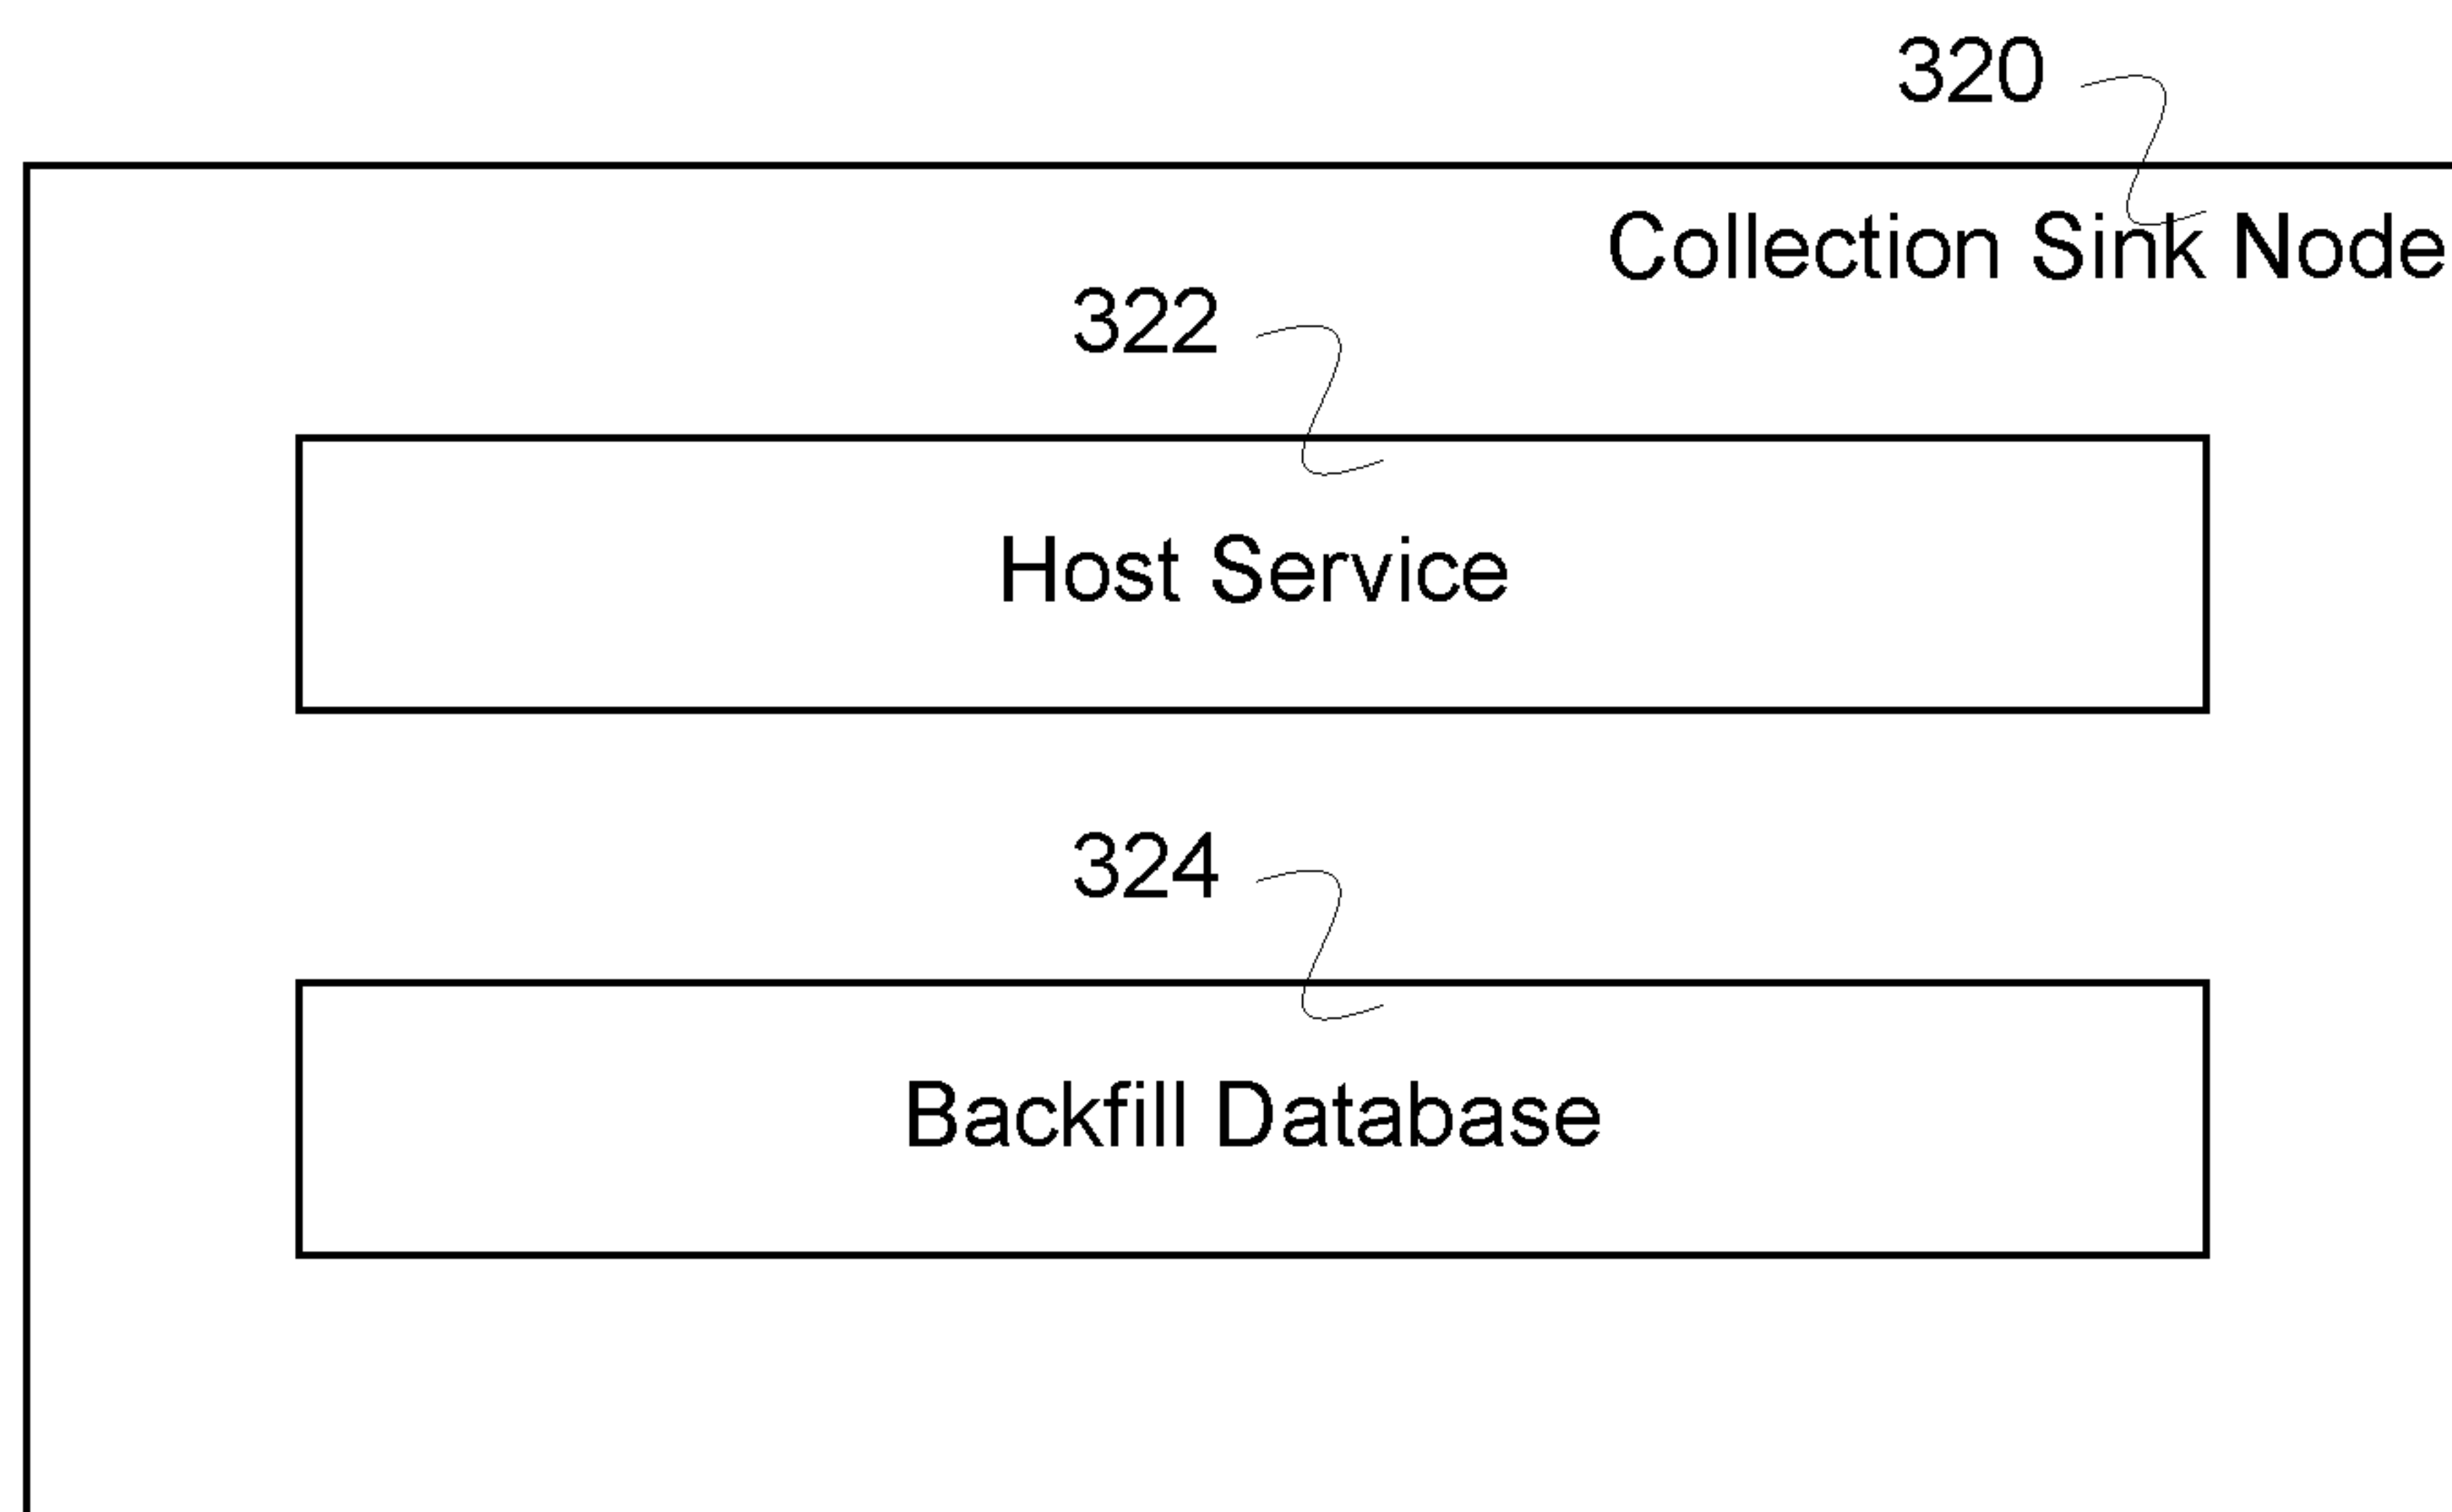 320
Collection Sink Node
322
Host Service
324
Backfill Database